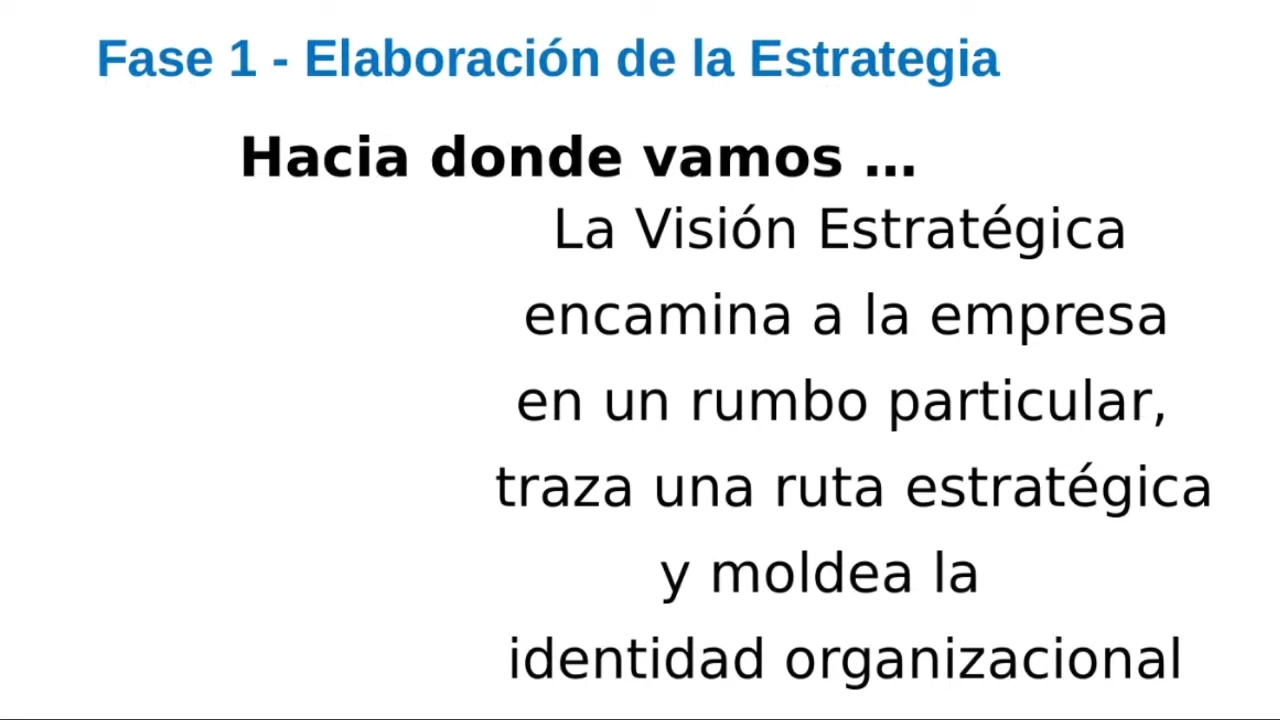 Fase 1 - Elaboración de la Estrategia
Hacia donde vamos ...
La Visión Estratégica
encamina a la empresa
en un rumbo particular,
traza una ruta estratégica
y moldea la
identidad organizacional